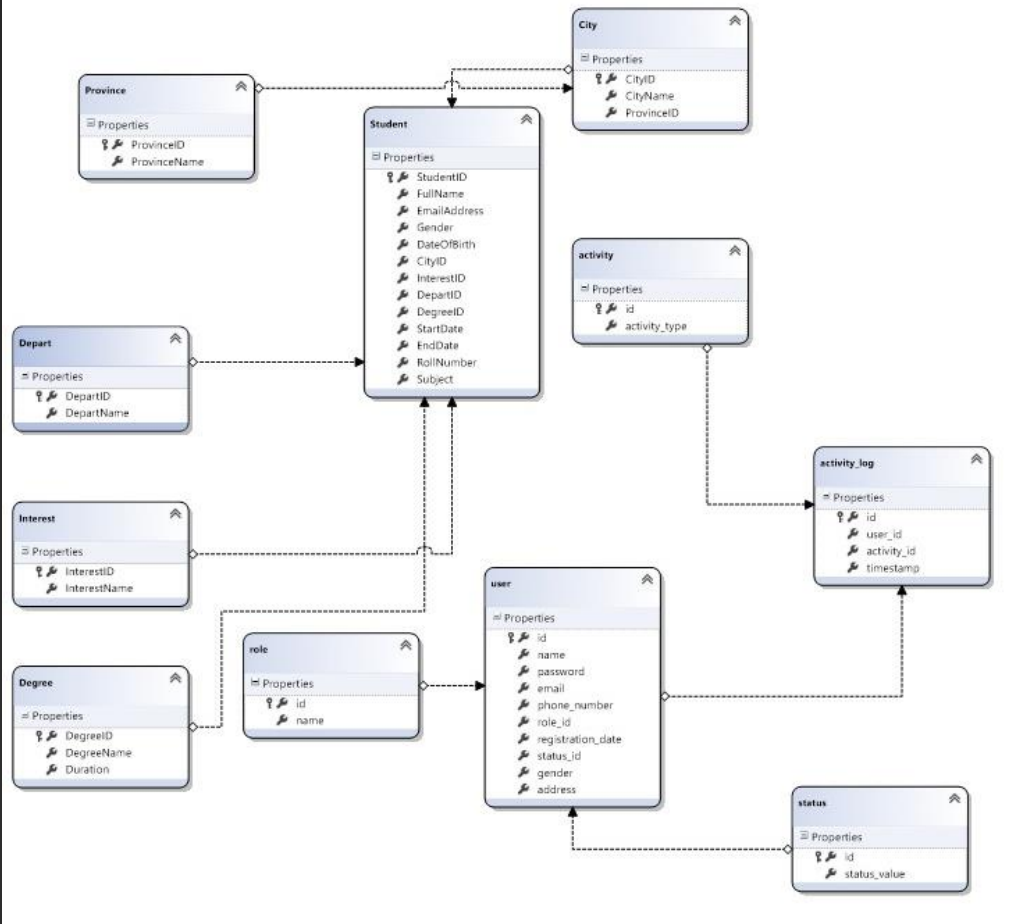 City
Properties
CityID
CityName
ProvinceID
Province
Properties
ProvinceID
ProvinceName
Student
Properties
StudentID
FullName
EmailAddress
Gender
DateOfBirth
CityID
InterestID
DepartID
DegreeID
StartDate
EndDate
RollNumber
Subject
activity
Properties
id
activity_type
Depart
Properties
DepartID
DepartName
activity_log
Properties
id
user_id
activity_id
timestamp
Interest
Properties
InterestID
InterestName
user
Properties
id
name
password
email
phone_number
role_id
registration_date
status_id
gender
address
role
Properties
id
name
Degree
Properties
DegreeID
DegreeName
Duration
status
Properties
id
status_value